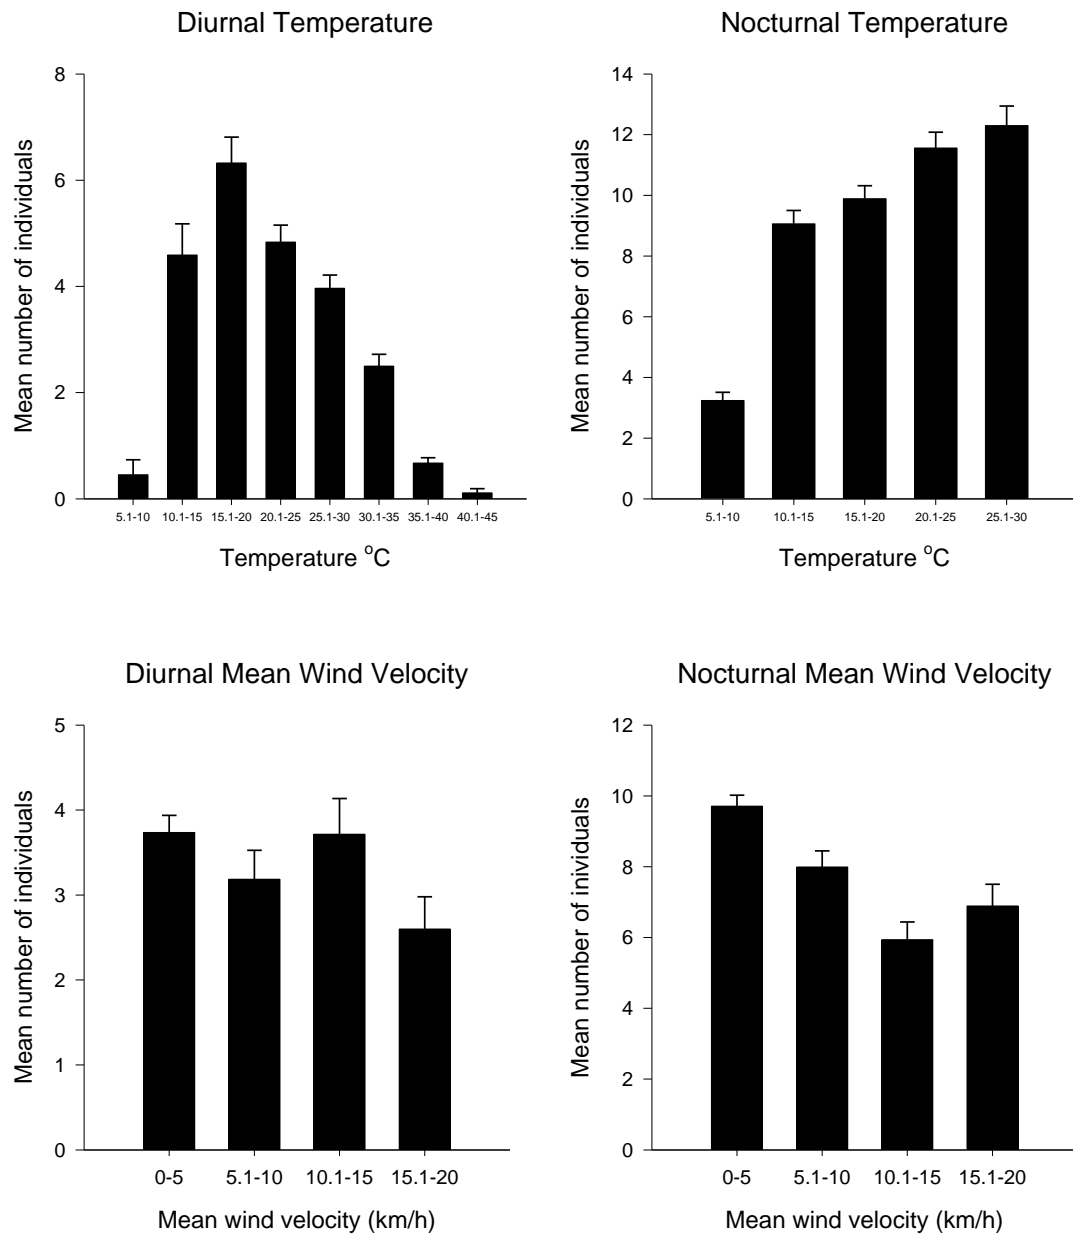 Diurnal Temperature
Mean number of individuals
8
6
4
2
0
5.1-10 10.1-15 15.1-20 20.1-25 25.1-30 30.1-35 35.1-40 40.1-45
Temperature °C
Nocturnal Temperature
Mean number of individuals
14
12
10
8
6
4
2
0
5.1-10 10.1-15 15.1-20 20.1-25 25.1-30
Temperature °C
Diurnal Mean Wind Velocity
Mean number of individuals
5
4
3
2
1
0
0-5 5.1-10 10.1-15 15.1-20
Mean wind velocity (km/h)
Nocturnal Mean Wind Velocity
Mean number of inividuals
12
10
8
6
4
2
0
0-5 5.1-10 10.1-15 15.1-20
Mean wind velocity (km/h)